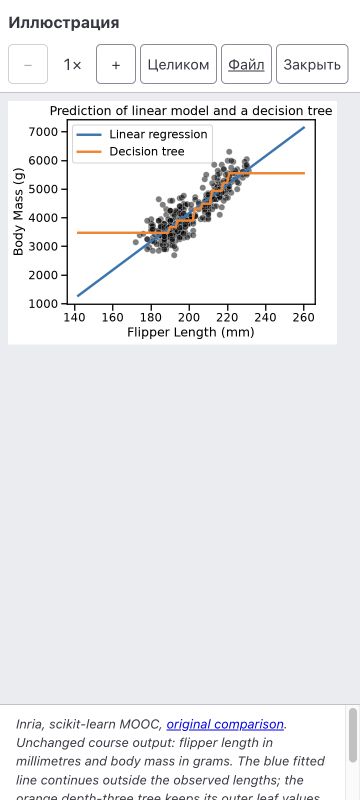 Иллюстрация
− 1× + Целиком Файл Закрыть
Prediction of linear model and a decision tree
Linear regression
Decision tree
Body Mass (g)
7000
6000
5000
4000
3000
2000
1000
140 160 180 200 220 240 260
Flipper Length (mm)
Inria, scikit-learn MOOC, original comparison.
Unchanged course output: flipper length in
millimetres and body mass in grams. The blue fitted
line continues outside the observed lengths; the
orange depth-three tree keeps its outer leaf values